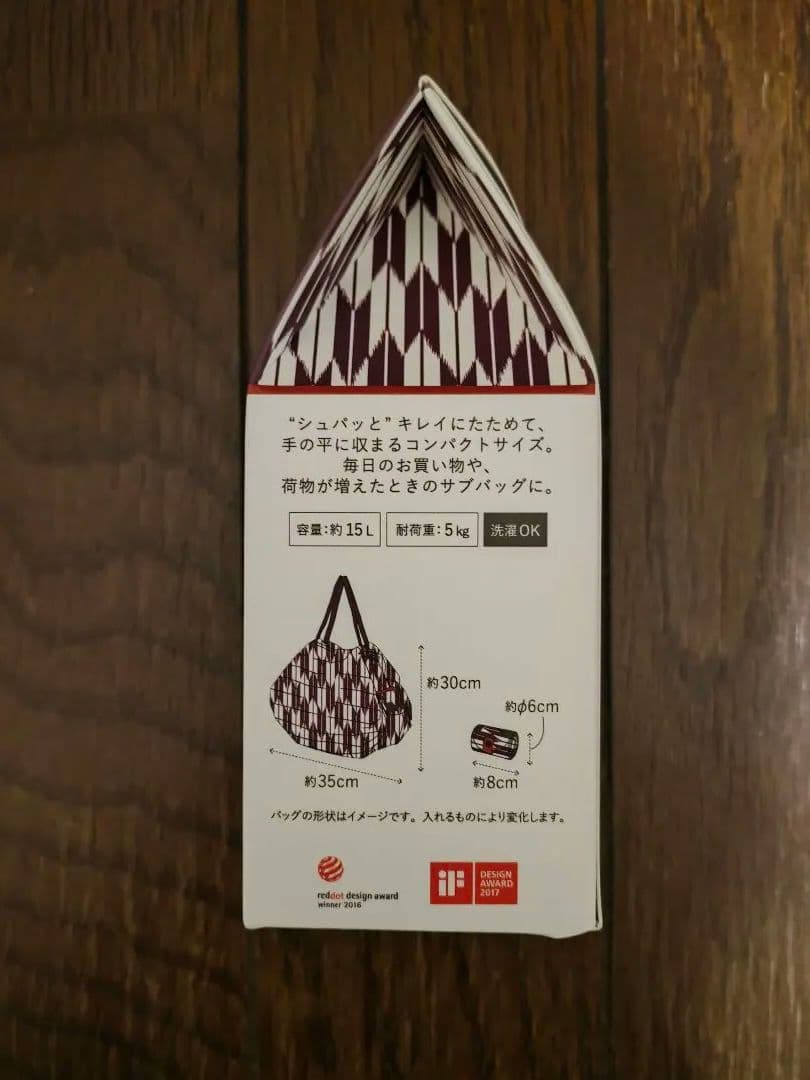 “シュパッと”キレイにたためて、
手の平に収まるコンパクトサイズ。
毎日のお買い物や、
荷物が増えたときのサブバッグに。
容量:約15L 耐荷重:5kg 洗濯OK
約30cm
約φ6cm
約35cm
約8cm
バッグの形状はイメージです。入れるものにより変化します。
reddot design award
winner 2016
iF
DESIGN
AWARD
2017